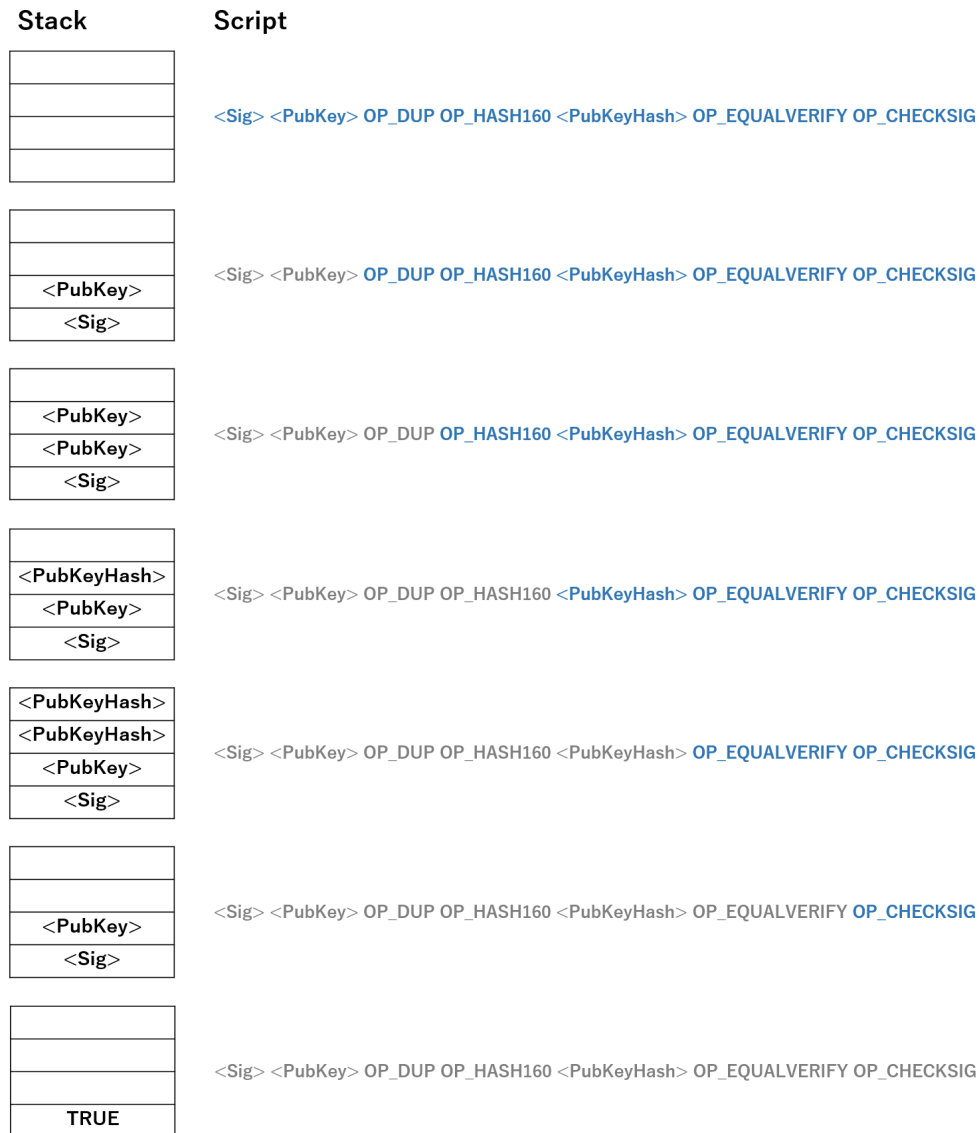 Stack Script
<Sig> <PubKey> OP_DUP OP_HASH160 <PubKeyHash> OP_EQUALVERIFY OP_CHECKSIG
<Sig> <PubKey> OP_DUP OP_HASH160 <PubKeyHash> OP_EQUALVERIFY OP_CHECKSIG
<PubKey>
<Sig>
<PubKey>
<PubKey>
<Sig>
<Sig> <PubKey> OP_DUP OP_HASH160 <PubKeyHash> OP_EQUALVERIFY OP_CHECKSIG
<PubKeyHash>
<PubKey>
<Sig>
<Sig> <PubKey> OP_DUP OP_HASH160 <PubKeyHash> OP_EQUALVERIFY OP_CHECKSIG
<PubKeyHash>
<PubKeyHash>
<PubKey>
<Sig>
<Sig> <PubKey> OP_DUP OP_HASH160 <PubKeyHash> OP_EQUALVERIFY OP_CHECKSIG
<PubKey>
<Sig>
<Sig> <PubKey> OP_DUP OP_HASH160 <PubKeyHash> OP_EQUALVERIFY OP_CHECKSIG
TRUE
<Sig> <PubKey> OP_DUP OP_HASH160 <PubKeyHash> OP_EQUALVERIFY OP_CHECKSIG